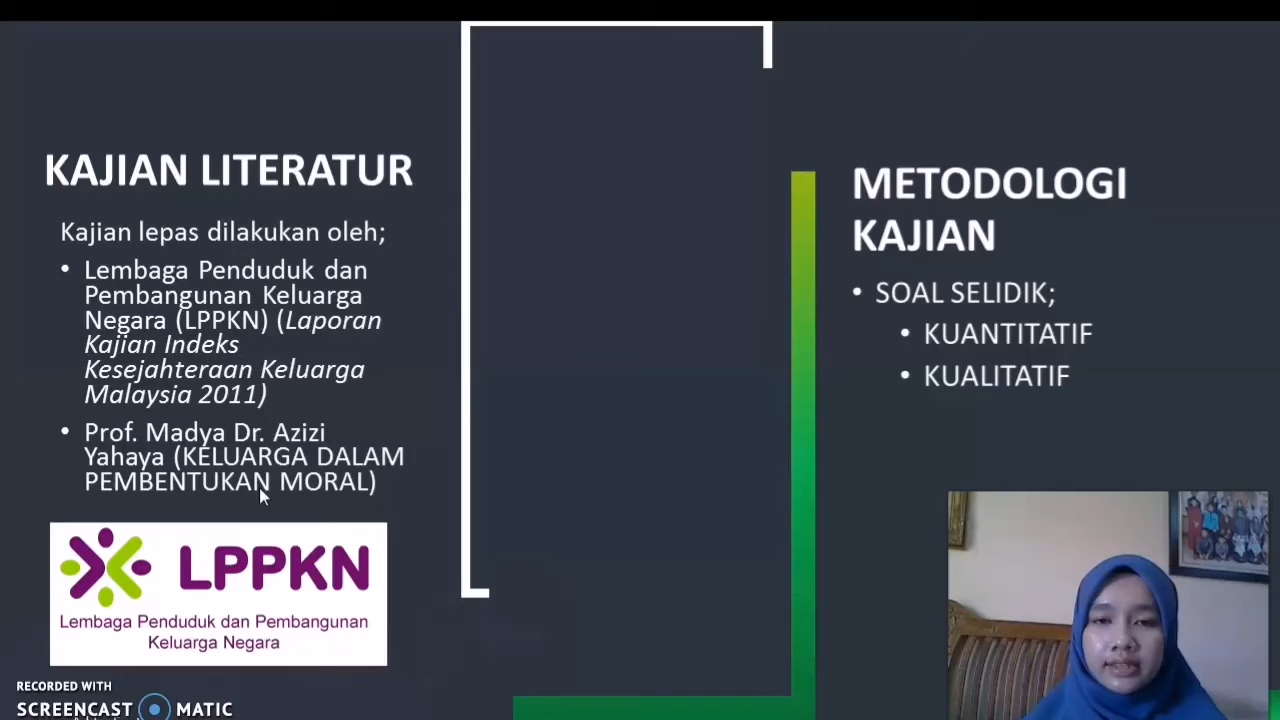 KAJIAN LITERATUR
Kajian lepas dilakukan oleh;
• Lembaga Penduduk dan
Pembangunan Keluarga
Negara (LPPKN) (Laporan
Kajian Indeks
Kesejahteraan Keluarga
Malaysia 2011)
• Prof. Madya Dr. Azizi
Yahaya (KELUARGA DALAM
PEMBENTUKAN MORAL)
LPPKN
Lembaga Penduduk dan Pembangunan
Keluarga Negara
METODOLOGI
KAJIAN
• SOAL SELIDIK;
• KUANTITATIF
• KUALITATIF
RECORDED WITH
SCREENCAST MATIC